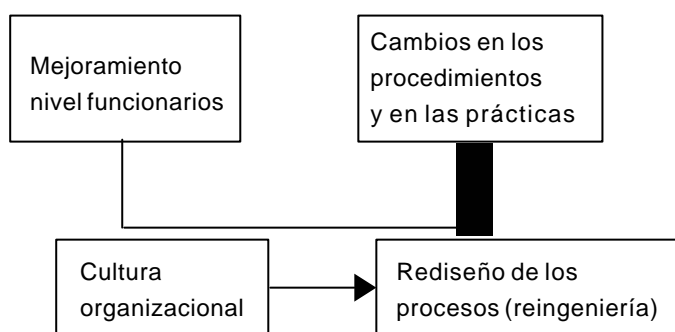 Mejoramiento
nivel funcionarios
Cambios en los
procedimientos
y en las prácticas
Cultura
organizacional
Rediseño de los
procesos (reingeniería)